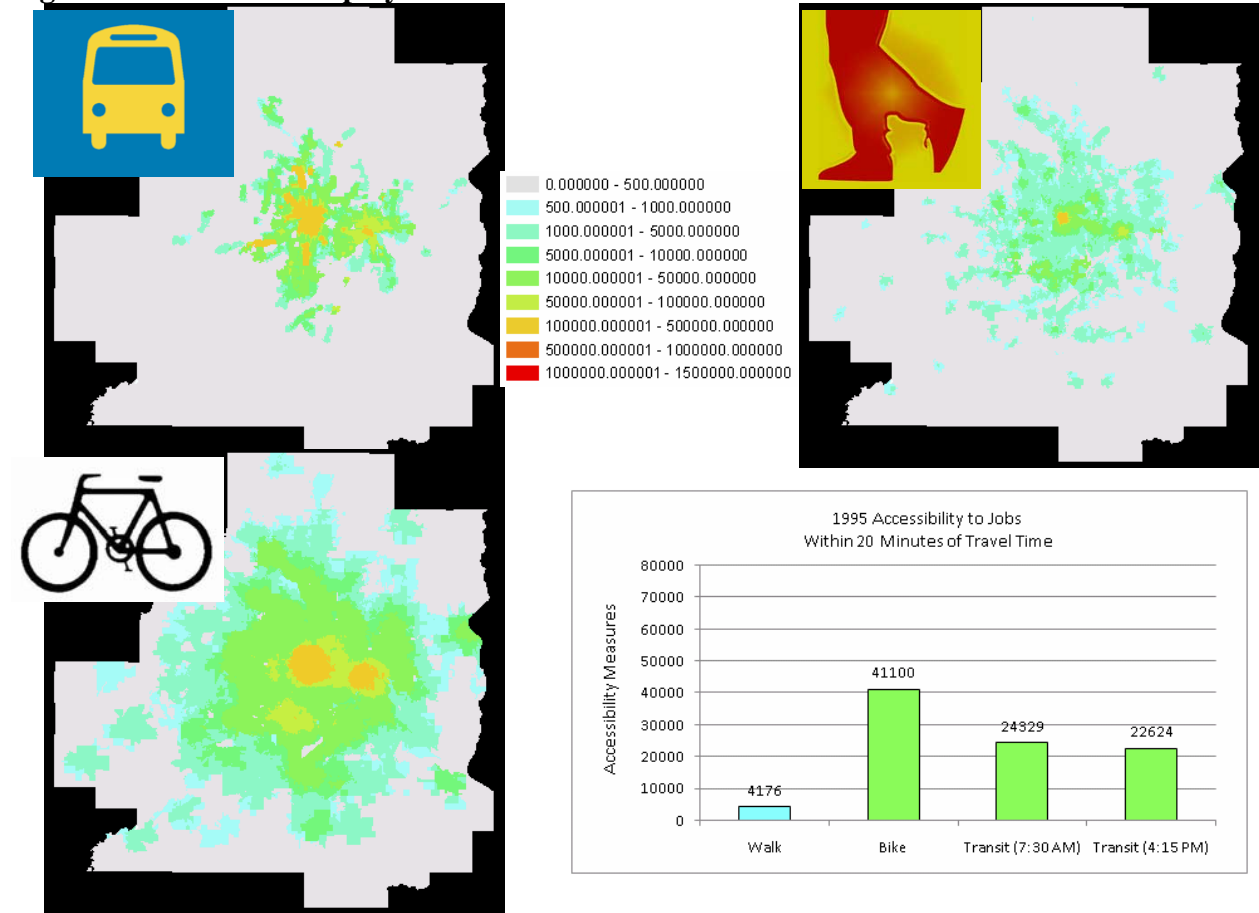 0.000000 - 500.000000
500.000001 - 1000.000000
1000.000001 - 5000.000000
5000.000001 - 10000.000000
10000.000001 - 50000.000000
50000.000001 - 100000.000000
100000.000001 - 500000.000000
500000.000001 - 1000000.000000
1000000.000001 - 1500000.000000
1995 Accessibility to Jobs
Within 20 Minutes of Travel Time
80000
70000
60000
50000
40000
30000
20000
10000
0
Accessibility Measures
4176
41100
24329
22624
Walk
Bike
Transit (7:30 AM)
Transit (4:15 PM)